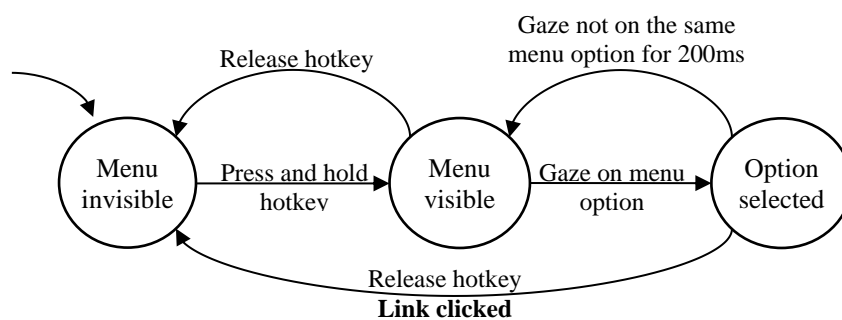 Gaze not on the same
menu option for 200ms
Release hotkey
Menu
invisible
Press and hold
hotkey
Menu
visible
Gaze on menu
option
Option
selected
Release hotkey
Link clicked